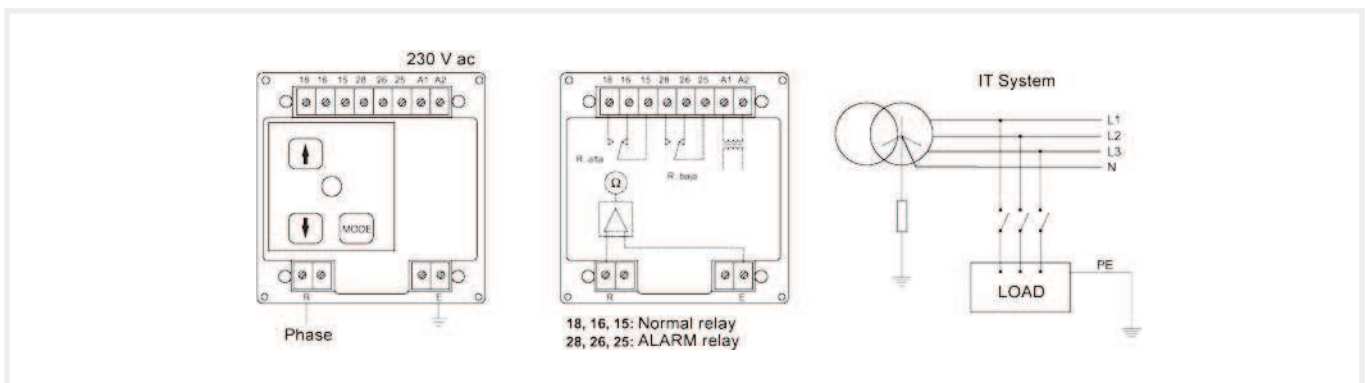 230 V ac
18 16 15 28 26 25 A1 A2
MODE
R E
Phase
18 16 15 28 26 25 A1 A2
R. alta
R. baja
Ω
R E
18, 16, 15: Normal relay
28, 26, 25: ALARM relay
IT System
L1
L2
L3
N
PE
LOAD